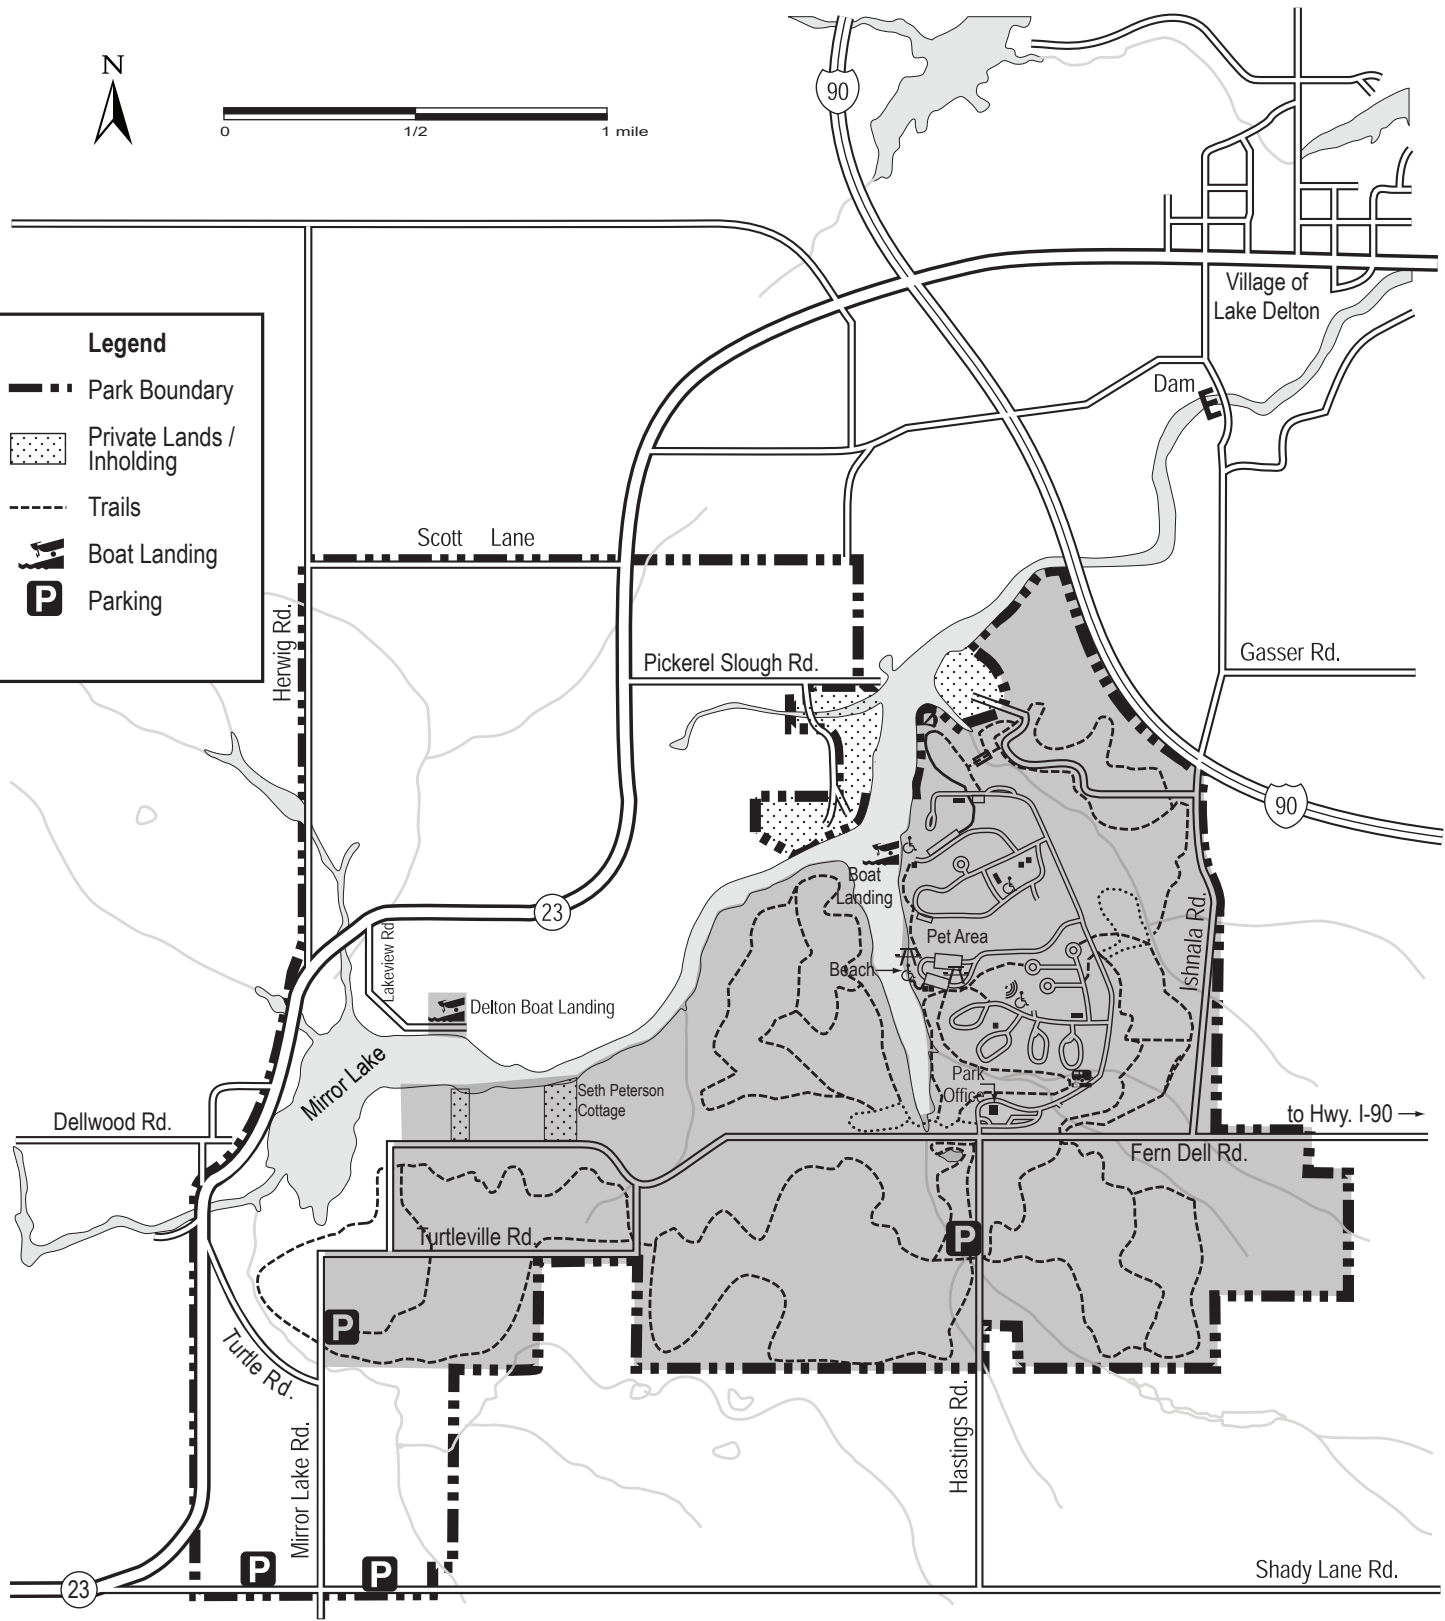 N
0 1/2 1 mile
90
Village of
Lake Delton
Dam
Legend
Park Boundary
Private Lands /
Inholding
Trails
Boat Landing
P Parking
Scott Lane
Herwig Rd.
Pickerel Slough Rd.
Gasser Rd.
90
Boat
Landing
23
Lakeview Rd
Pet Area
Ishnala Rd.
Beach
Delton Boat Landing
Mirror Lake
Seth Peterson
Cottage
Park
Office
Dellwood Rd.
to Hwy. I-90
Fern Dell Rd.
Turtleville Rd.
P
P
Turtle Rd.
Mirror Lake Rd.
Hastings Rd.
P
P
Shady Lane Rd.
23